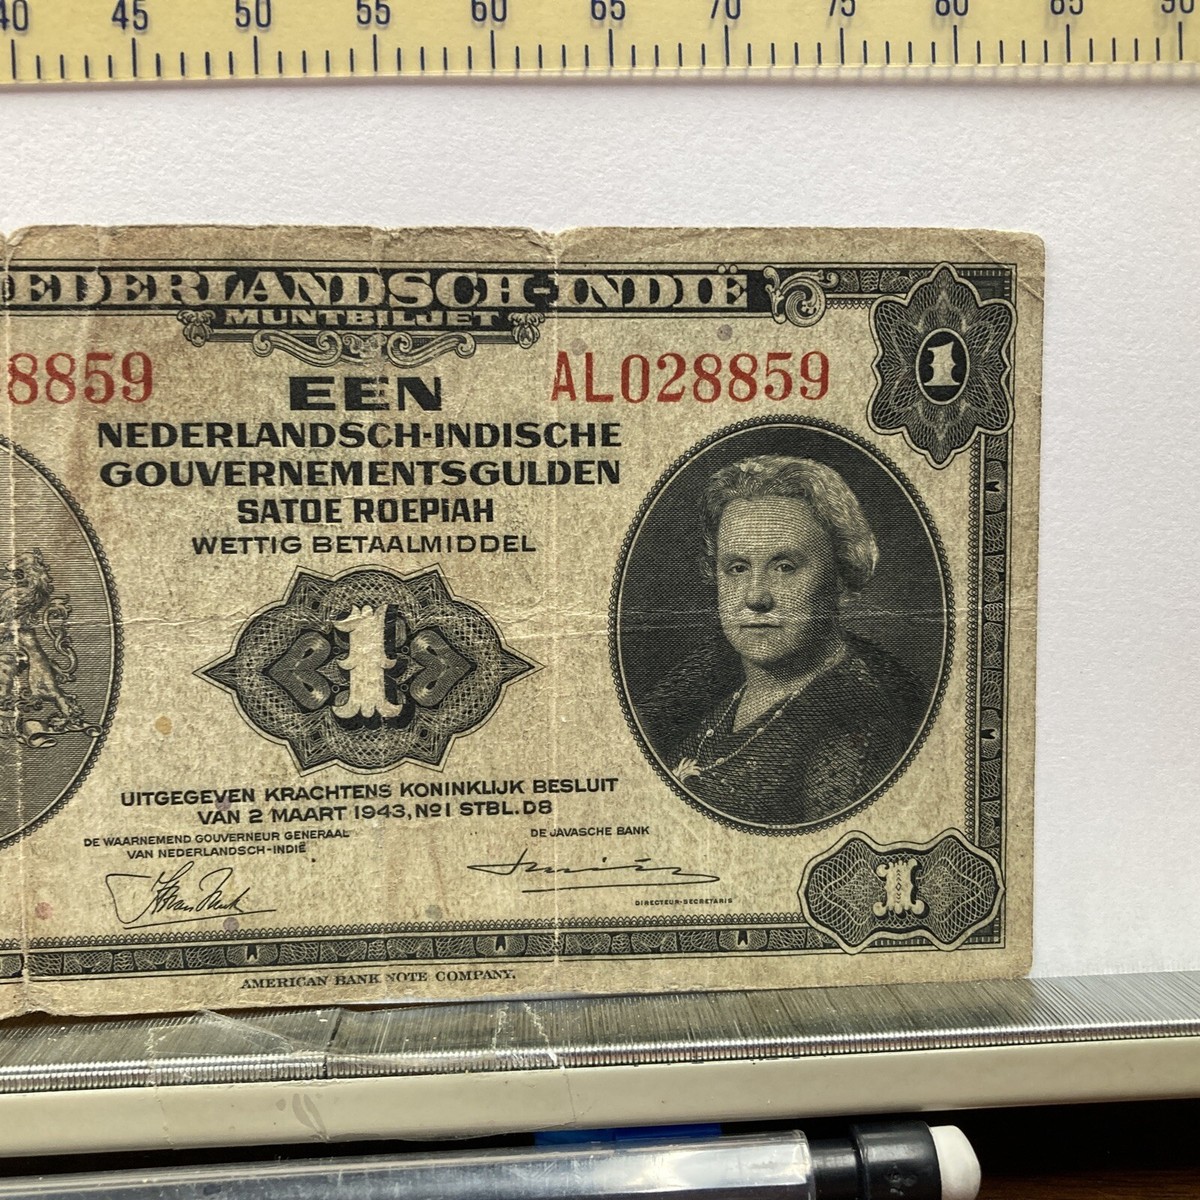 40 45 50 55 60 65 70 75 80 85 90
EDERLANDSCH-INDIË
MUNTBILJET
8859 AL028859
1
EEN
NEDERLANDSCH-INDISCHE
GOUVERNEMENTSGULDEN
SATOE ROEPiAH
WETTIG BETAALMIDDEL
1
UITGEGEVEN KRACHTENS KONINKLIJK BESLUIT
VAN 2 MAART 1943, No1 STBL. D8
DE WAARNEMEND GOUVERNEUR GENERAAL
VAN NEDERLANDSCH-INDIË
DE JAVASCHE BANK
DIRECTEUR-SECRETARIS
1
AMERICAN BANK NOTE COMPANY.